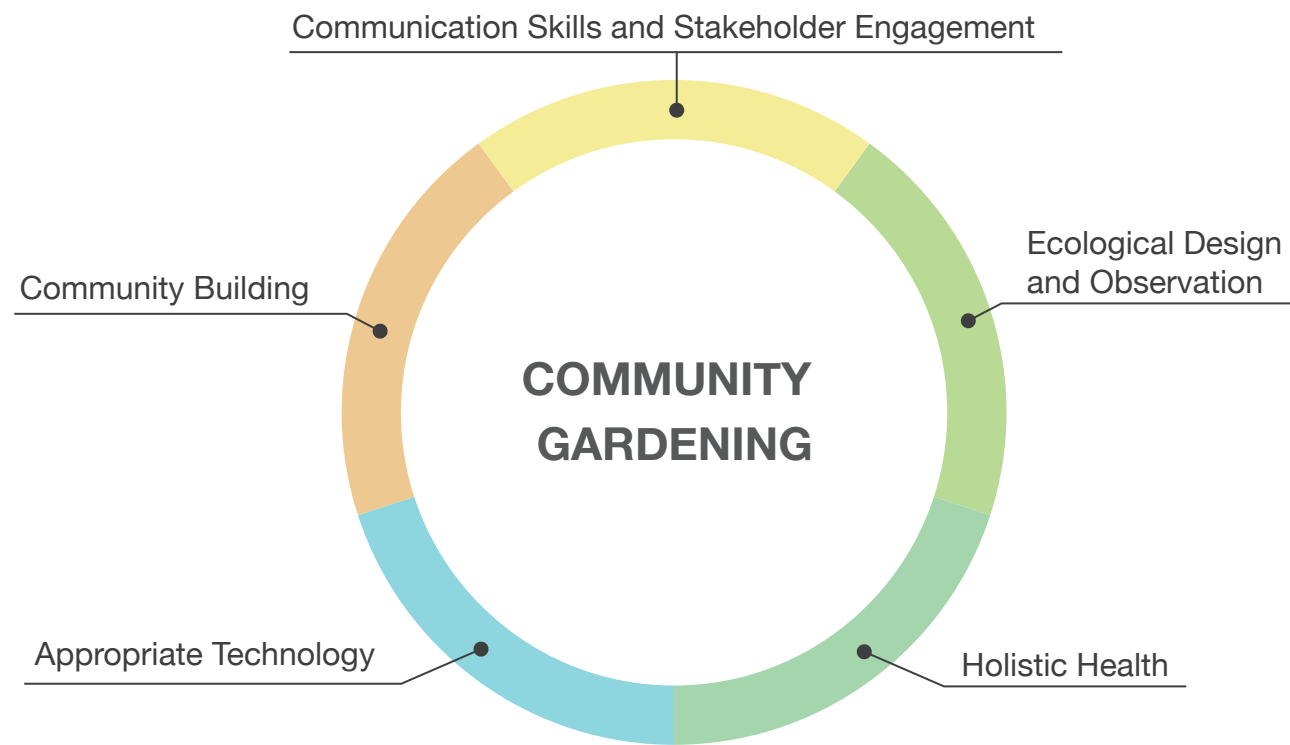 Communication Skills and Stakeholder Engagement
Ecological Design
and Observation
Community Building
COMMUNITY
GARDENING
Appropriate Technology
Holistic Health